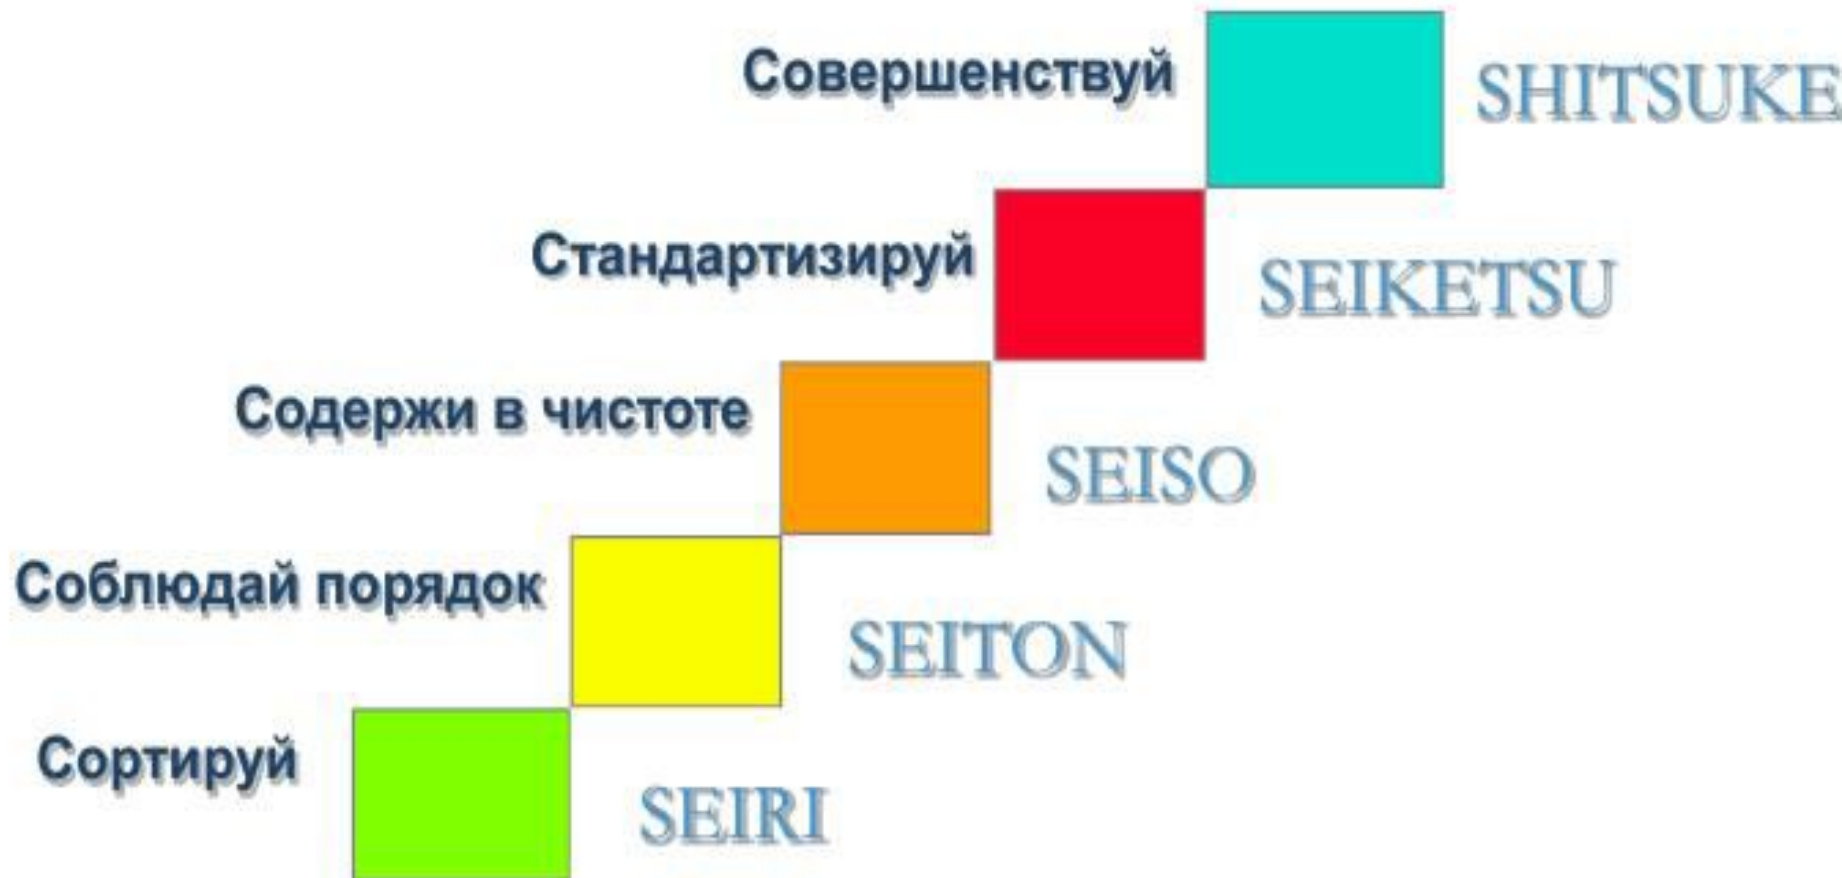 Совершенствуй
SHITSUKE
Стандартизируй
SEIKETSU
Содержи в чистоте
SEISO
Соблюдай порядок
SEITON
Сортируй
SEIRI